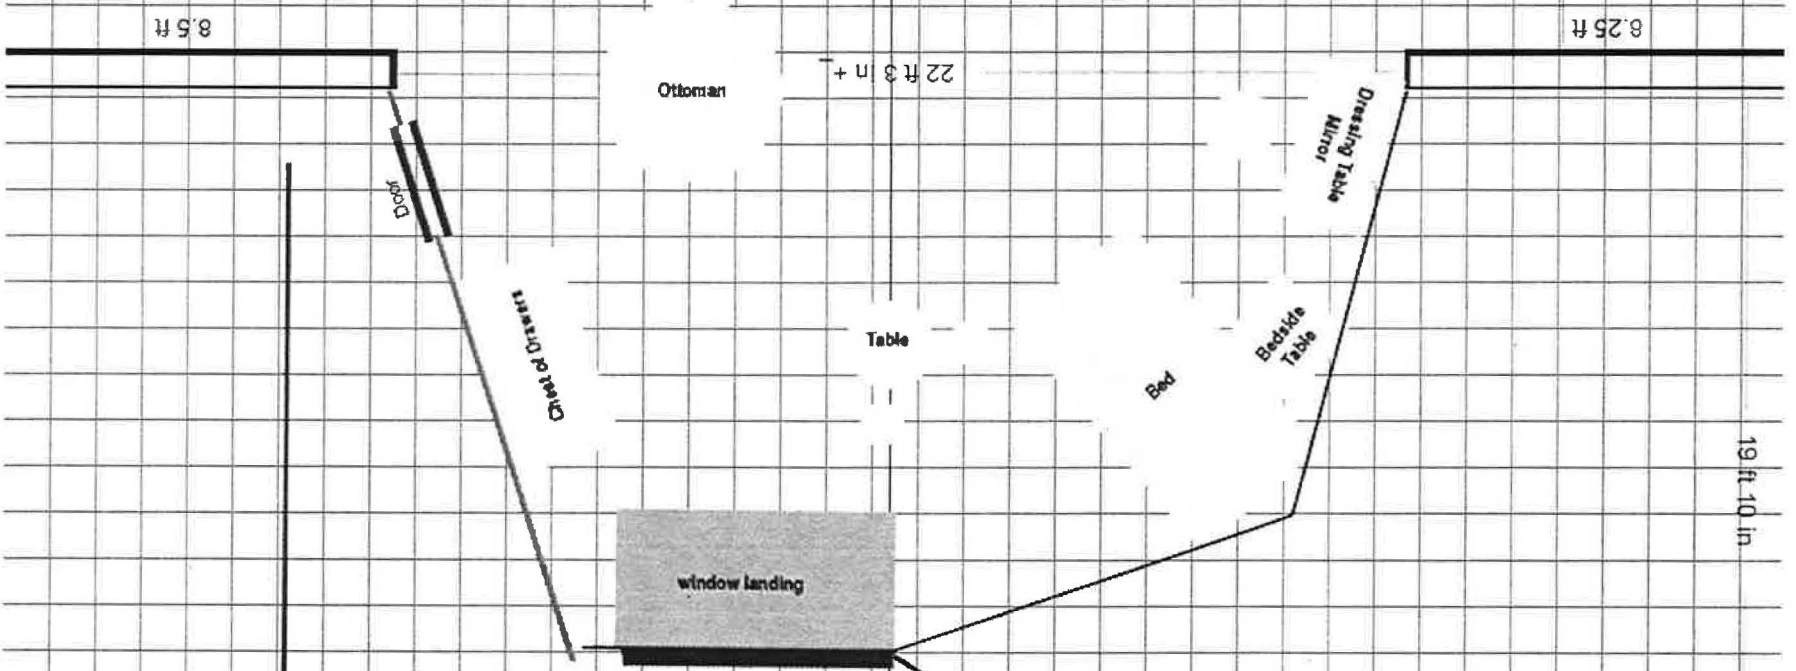 8.5 ft
8.25 ft
22 ft 3 in +
Ottoman
Dressing Table
Mirror
Door
Chest of Drawers
Table
Bedside
Table
Bed
19 ft 10 in
window landing